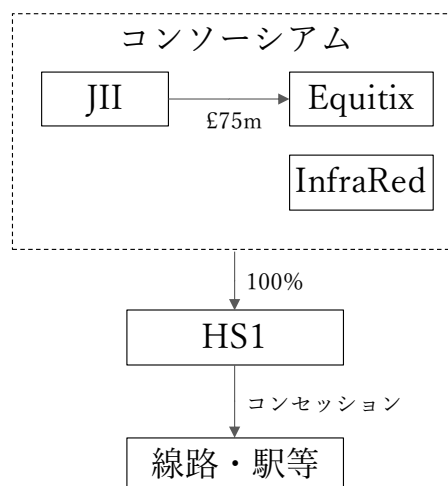 コンソーシアム
JII
Equitix
£75m
InfraRed
100%
HS1
コンセッション
線路・駅等